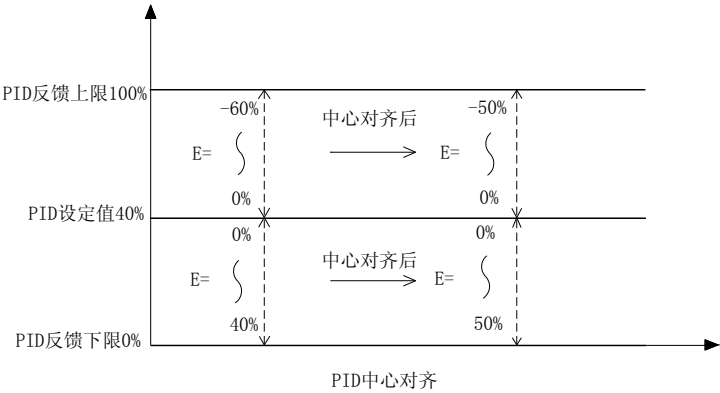 PID反馈上限100%
-60%
中心对齐后
-50%
E=
E=
0%
0%
PID设定值40%
0%
0%
中心对齐后
E=
E=
40%
50%
PID反馈下限0%
PID中心对齐